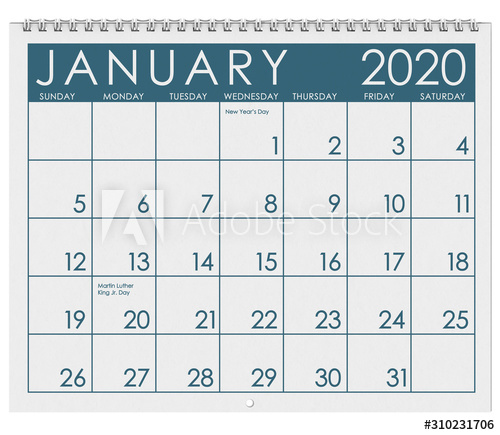 JANUARY 2020
SUNDAY MONDAY TUESDAY WEDNESDAY THURSDAY FRIDAY SATURDAY
New Year's Day
1 2 3 4
5 6 7 8 9 10 11
Adobe Stock
12 13 14 15 16 17 18
Martin Luther
King Jr. Day
19 20 21 22 23 24 25
26 27 28 29 30 31
#310231706